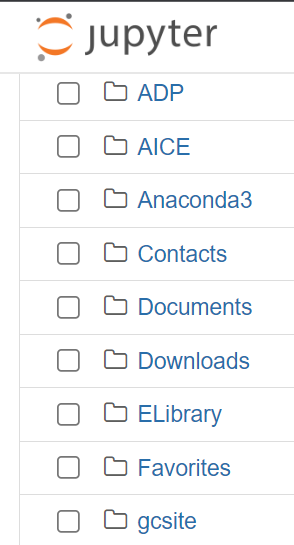 jupyter
ADP
AICE
Anaconda3
Contacts
Documents
Downloads
ELibrary
Favorites
gcsite